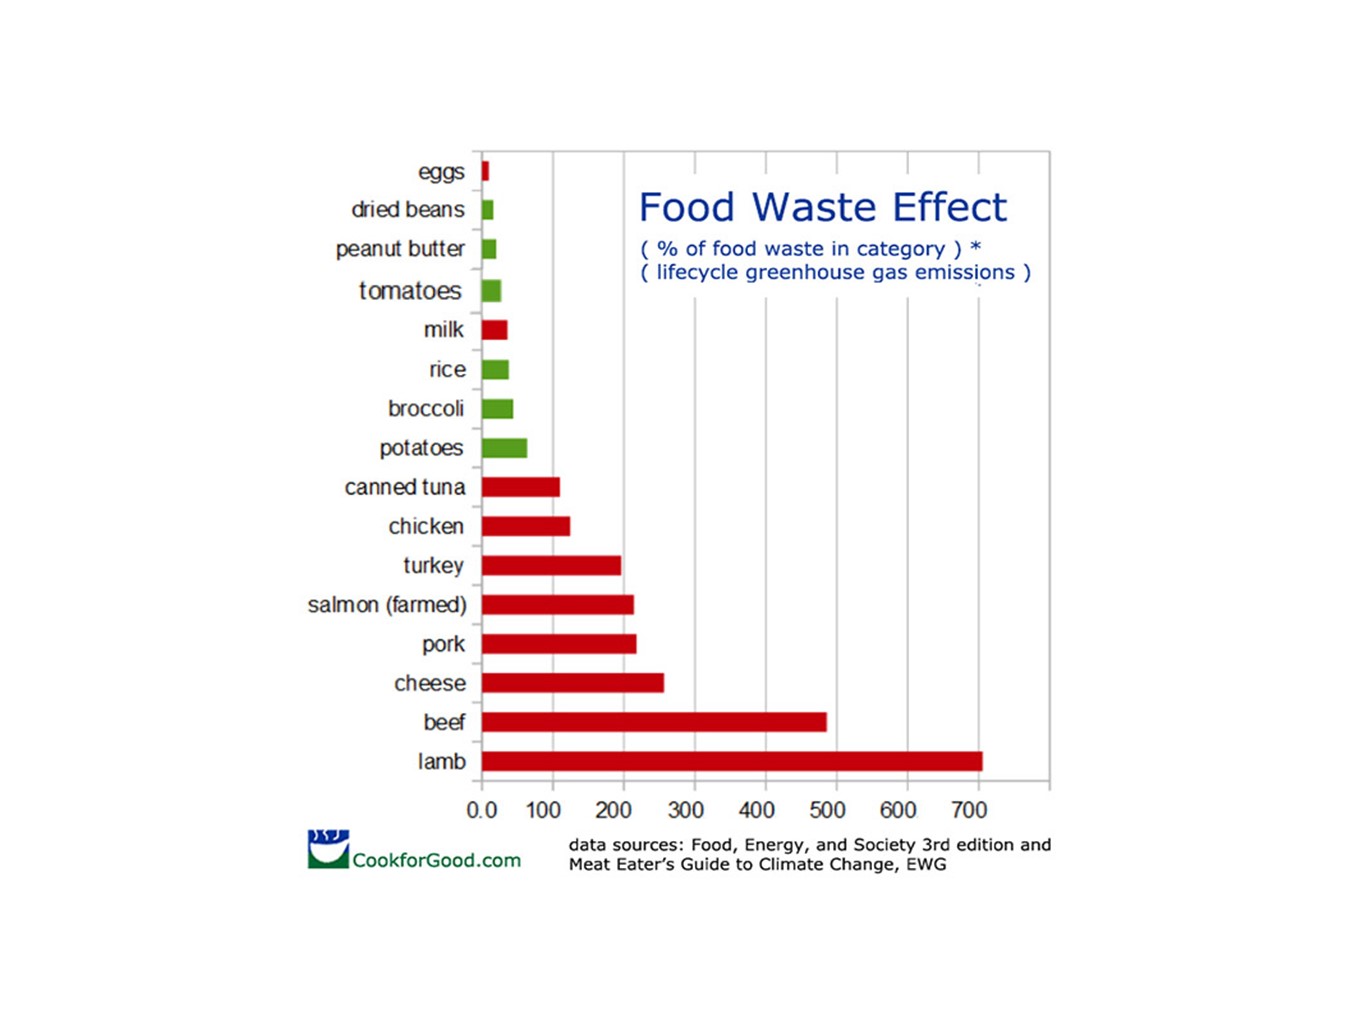 eggs
dried beans
peanut butter
tomatoes
milk
rice
broccoli
potatoes
canned tuna
chicken
turkey
salmon (farmed)
pork
cheese
beef
lamb
Food Waste Effect
( % of food waste in category ) *
( lifecycle greenhouse gas emissions )
0.0 100 200 300 400 500 600 700
CookforGood.com
data sources: Food, Energy, and Society 3rd edition and
Meat Eater's Guide to Climate Change, EWG